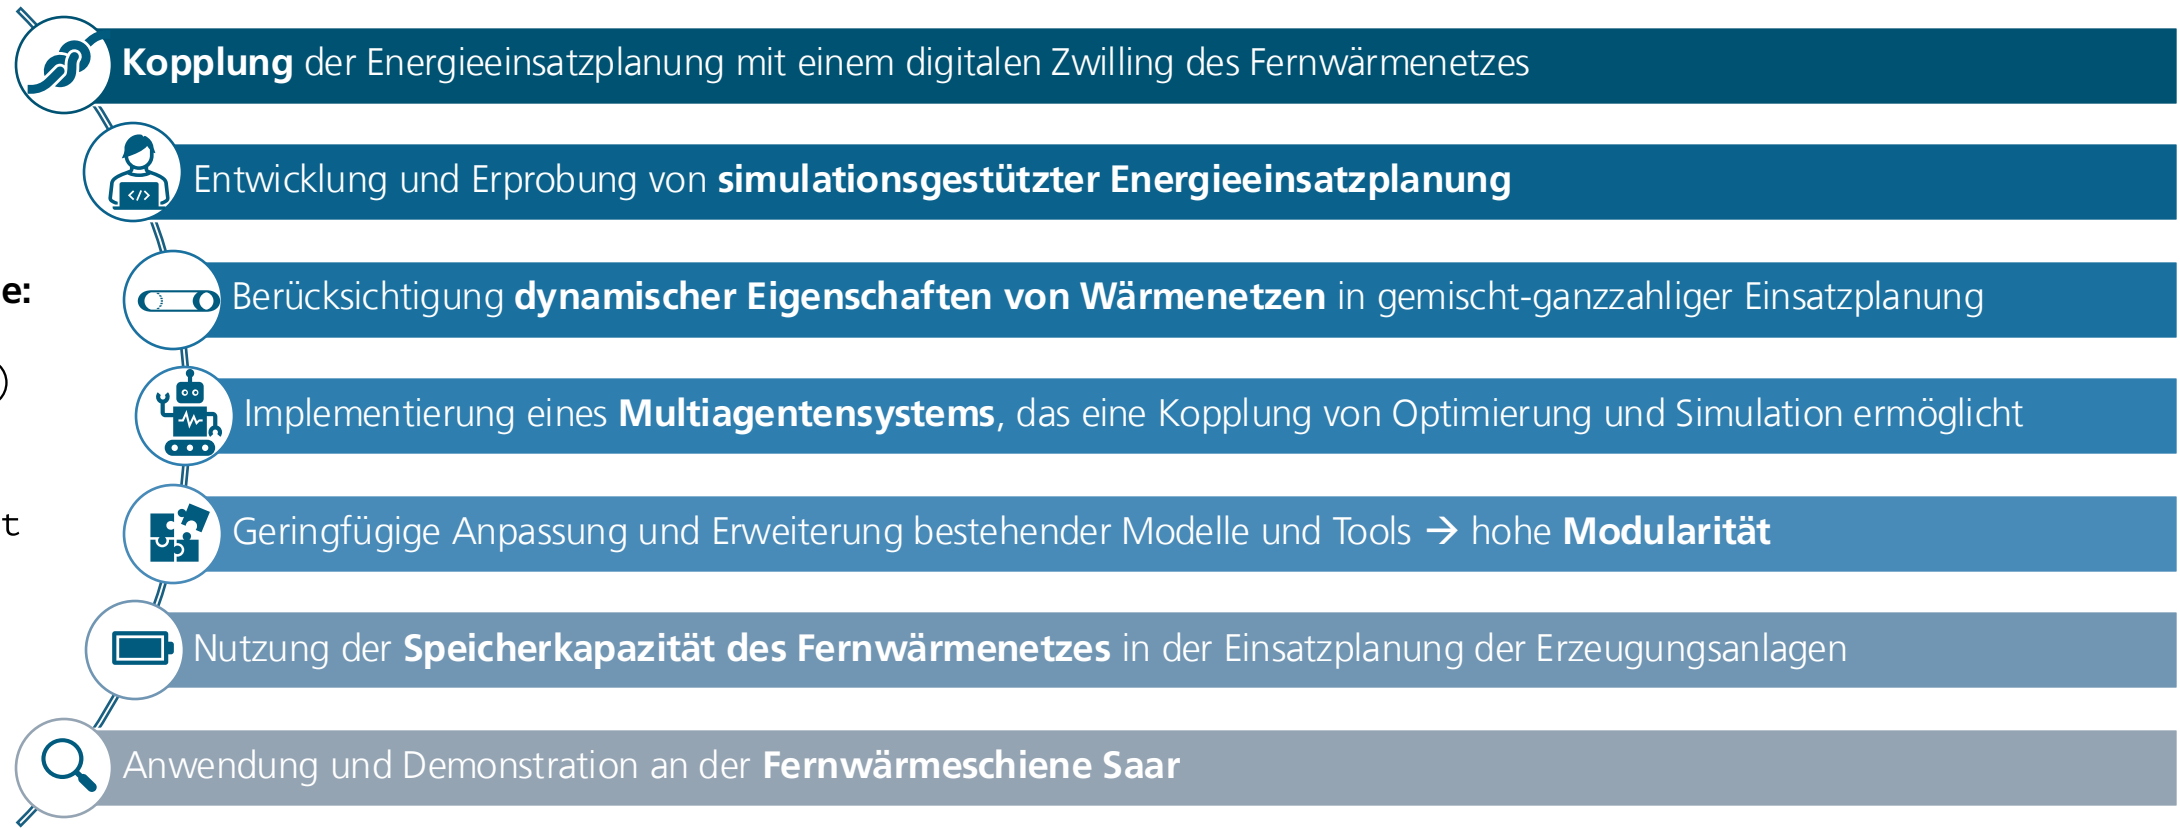 Kopplung der Energieeinsatzplanung mit einem digitalen Zwilling des Fernwärmenetzes
</>
Entwicklung und Erprobung von simulationsgestützter Energieeinsatzplanung
e:
Berücksichtigung dynamischer Eigenschaften von Wärmenetzen in gemischt-ganzzahliger Einsatzplanung
)
Implementierung eines Multiagentensystems, das eine Kopplung von Optimierung und Simulation ermöglicht
t
Geringfügige Anpassung und Erweiterung bestehender Modelle und Tools → hohe Modularität
Nutzung der Speicherkapazität des Fernwärmenetzes in der Einsatzplanung der Erzeugungsanlagen
Anwendung und Demonstration an der Fernwärmeschiene Saar